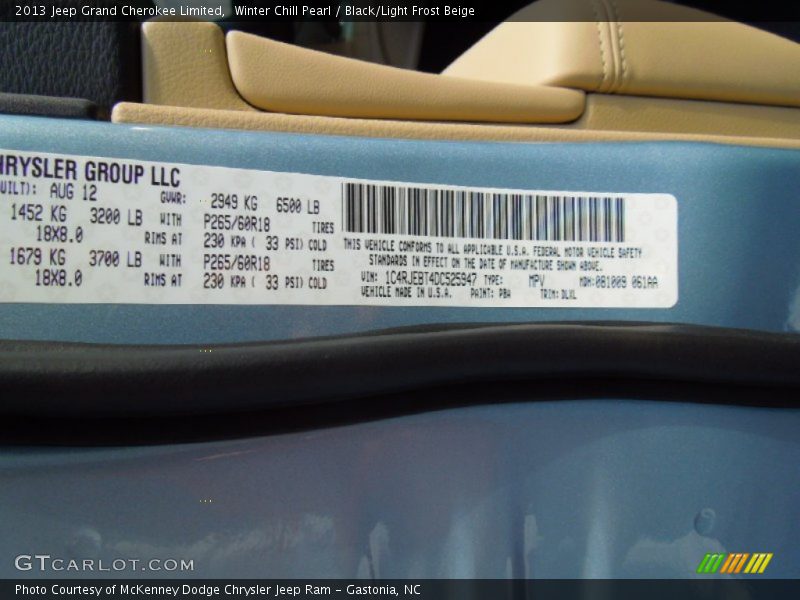 2013 Jeep Grand Cherokee Limited, Winter Chill Pearl / Black/Light Frost Beige
HRYSLER GROUP LLC
UILT): AUG 12 GVWR: 2949 KG 6500 LB
1452 KG 3200 LB WITH P265/60R18 TIRES
18X8.0 RIMS AT 230 KPA ( 33 PSI) COLD
1679 KG 3700 LB WITH P265/60R18 TIRES
18X8.0 RIMS AT 230 KPA ( 33 PSI) COLD
THIS VEHICLE CONFORMS TO ALL APPLICABLE U.S.A. FEDERAL MOTOR VEHICLE SAFETY
STANDARDS IN EFFECT ON THE DATE OF MANUFACTURE SHOWN ABOVE.
VIN: 1C4RJEBT4DC525947 TYPE: MPV MDH: 081009 061AA
VEHICLE MADE IN U.S.A. PAINT: PBA TRIM: DLXL
GTCARLOT.COM
Photo Courtesy of McKenney Dodge Chrysler Jeep Ram – Gastonia, NC